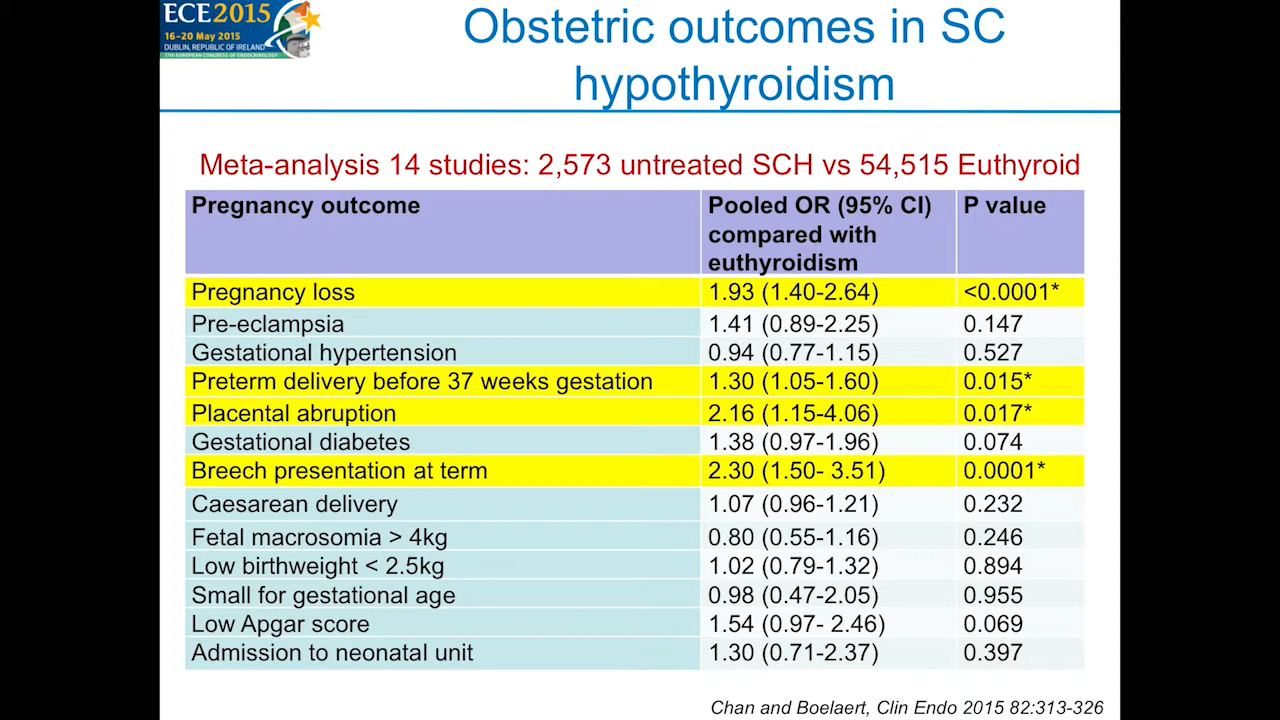 ECE2015
16-20 May 2015
DUBLIN, REPUBLIC OF IRELAND
Obstetric outcomes in SC
hypothyroidism
Meta-analysis 14 studies: 2,573 untreated SCH vs 54,515 Euthyroid
Pregnancy outcome Pooled OR (95% CI) compared with euthyroidism P value
Pregnancy loss 1.93 (1.40-2.64) <0.0001*
Pre-eclampsia 1.41 (0.89-2.25) 0.147
Gestational hypertension 0.94 (0.77-1.15) 0.527
Preterm delivery before 37 weeks gestation 1.30 (1.05-1.60) 0.015*
Placental abruption 2.16 (1.15-4.06) 0.017*
Gestational diabetes 1.38 (0.97-1.96) 0.074
Breech presentation at term 2.30 (1.50- 3.51) 0.0001*
Caesarean delivery 1.07 (0.96-1.21) 0.232
Fetal macrosomia > 4kg 0.80 (0.55-1.16) 0.246
Low birthweight < 2.5kg 1.02 (0.79-1.32) 0.894
Small for gestational age 0.98 (0.47-2.05) 0.955
Low Apgar score 1.54 (0.97- 2.46) 0.069
Admission to neonatal unit 1.30 (0.71-2.37) 0.397
Chan and Boelaert, Clin Endo 2015 82:313-326